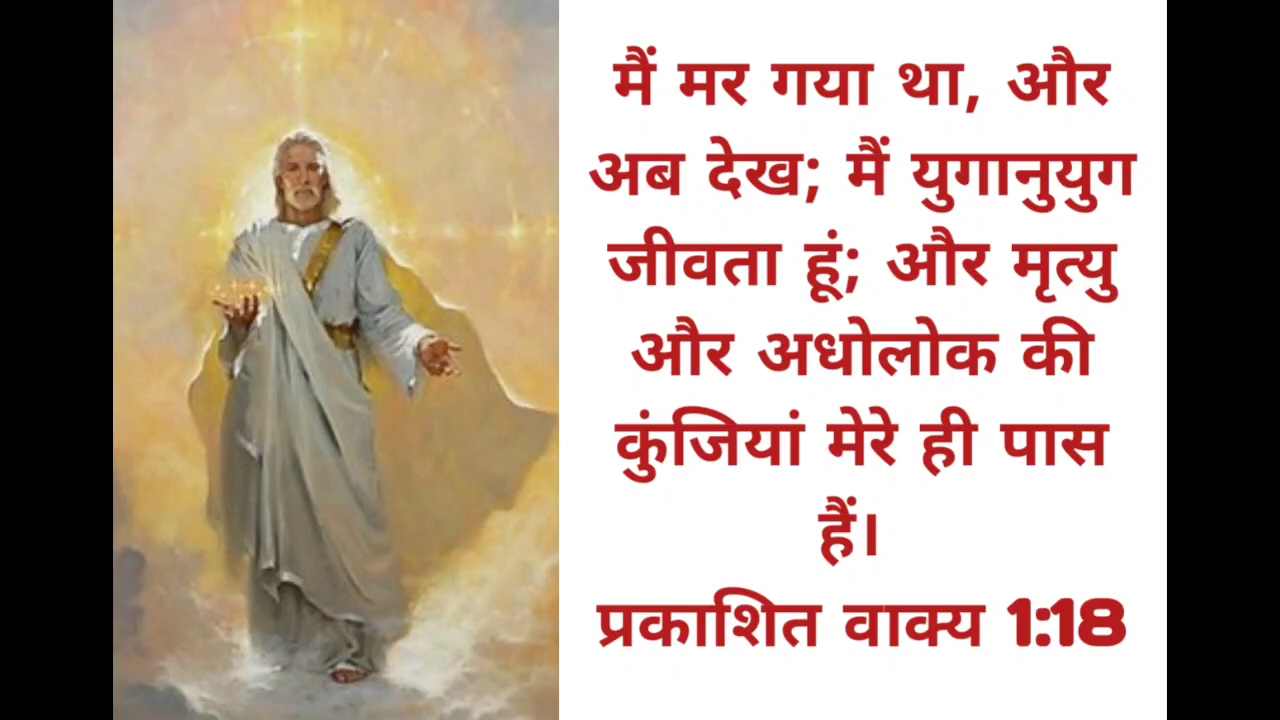 मैं मर गया था, और
अब देख; मैं युगानुयुग
जीवता हूं; और मृत्यु
और अधोलोक की
कुंजियां मेरे ही पास
हैं।
प्रकाशित वाक्य 1:18